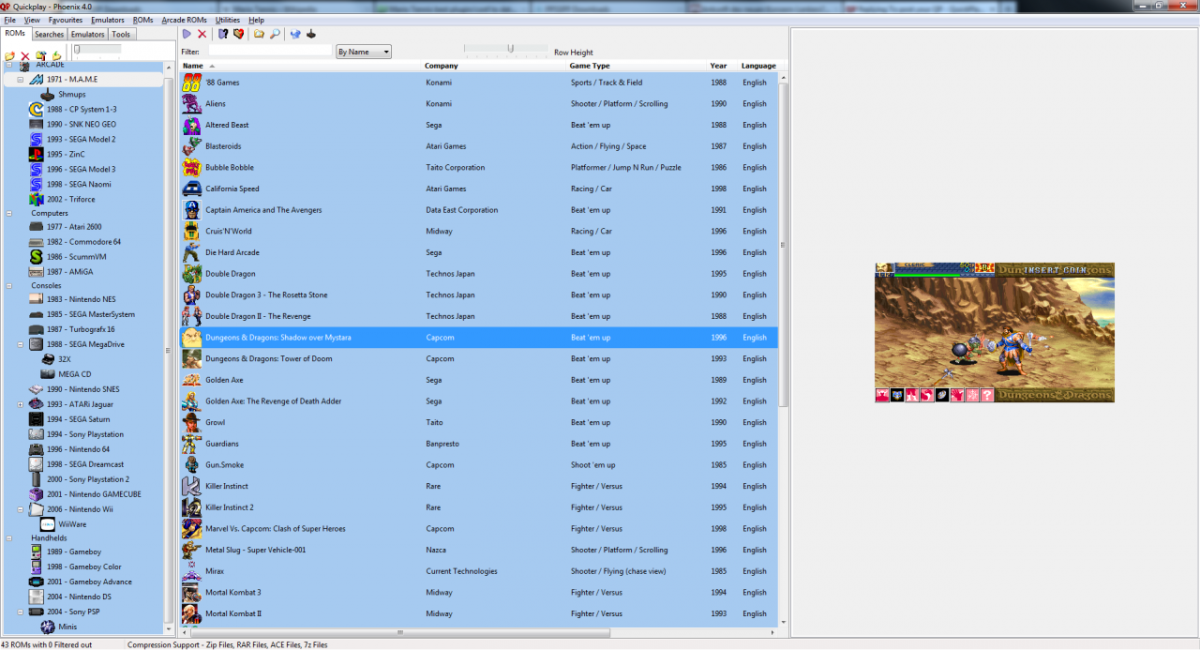 Quickplay - Phoenix 4.0
File View Favourites Emulators ROMs Arcade ROMs Utilities Help
ROMs Searches Emulators Tools
Filter: By Name Row Height
ARCADE
1971 - M.A.M.E
Shmups
1988 - CP System 1-3
1990 - SNK NEO GEO
1993 - SEGA Model 2
1995 - ZinC
1996 - SEGA Model 3
1998 - SEGA Naomi
2002 - Triforce
Computers
1977 - Atari 2600
1982 - Commodore 64
1986 - ScummVM
1987 - AMiGA
Consoles
1983 - Nintendo NES
1985 - SEGA MasterSystem
1987 - Turbografx 16
1988 - SEGA MegaDrive
32X
MEGA CD
1990 - Nintendo SNES
1993 - ATARi Jaguar
1994 - SEGA Saturn
1994 - Sony Playstation
1996 - Nintendo 64
1998 - SEGA Dreamcast
2000 - Sony Playstation 2
2001 - Nintendo GAMECUBE
2006 - Nintendo Wii
WiiWare
Handhelds
1989 - Gameboy
1998 - Gameboy Color
2001 - Gameboy Advance
2004 - Nintendo DS
2004 - Sony PSP
Minis
Name Company Game Type Year Language
'88 Games Konami Sports / Track & Field 1988 English
Aliens Konami Shooter / Platform / Scrolling 1990 English
Altered Beast Sega Beat 'em up 1988 English
Blasteroids Atari Games Action / Flying / Space 1987 English
Bubble Bobble Taito Corporation Platformer / Jump N Run / Puzzle 1986 English
California Speed Atari Games Racing / Car 1998 English
Captain America and The Avengers Data East Corporation Beat 'em up 1991 English
Cruis'N'World Midway Racing / Car 1996 English
Die Hard Arcade Sega Beat 'em up 1996 English
Double Dragon Technos Japan Beat 'em up 1995 English
Double Dragon 3 - The Rosetta Stone Technos Japan Beat 'em up 1990 English
Double Dragon II - The Revenge Technos Japan Beat 'em up 1988 English
Dungeons & Dragons: Shadow over Mystara Capcom Beat 'em up 1996 English
Dungeons & Dragons: Tower of Doom Capcom Beat 'em up 1993 English
Golden Axe Sega Beat 'em up 1989 English
Golden Axe: The Revenge of Death Adder Sega Beat 'em up 1992 English
Growl Taito Beat 'em up 1990 English
Guardians Banpresto Beat 'em up 1995 English
Gun.Smoke Capcom Shoot 'em up 1985 English
Killer Instinct Rare Fighter / Versus 1994 English
Killer Instinct 2 Rare Fighter / Versus 1995 English
Marvel Vs. Capcom: Clash of Super Heroes Capcom Fighter / Versus 1998 English
Metal Slug - Super Vehicle-001 Nazca Shooter / Platform / Scrolling 1996 English
Mirax Current Technologies Shooter / Flying (chase view) 1985 English
Mortal Kombat 3 Midway Fighter / Versus 1994 English
Mortal Kombat II Midway Fighter / Versus 1993 English
INSERT COIN
Dungeons & Dragons
43 ROMs with 0 Filtered out Compression Support - Zip Files, RAR Files, ACE Files, 7z Files